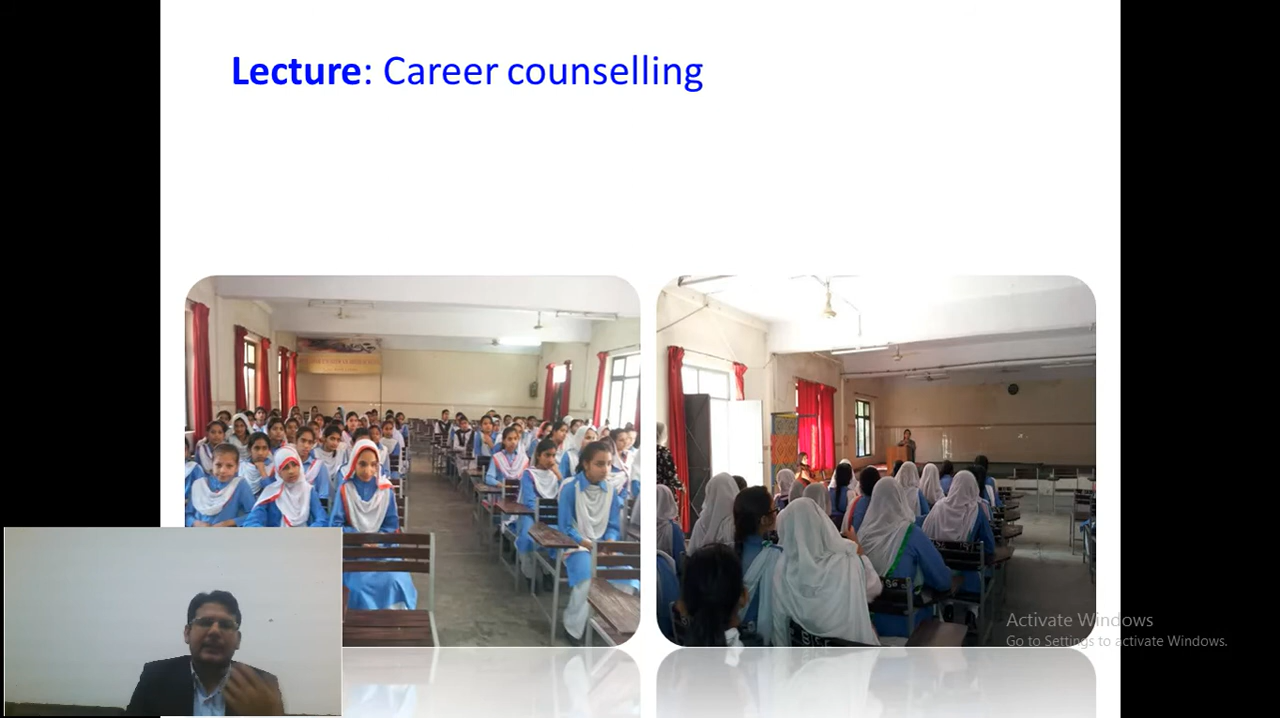 Lecture: Career counselling
Activate Windows
Go to Settings to activate Windows.